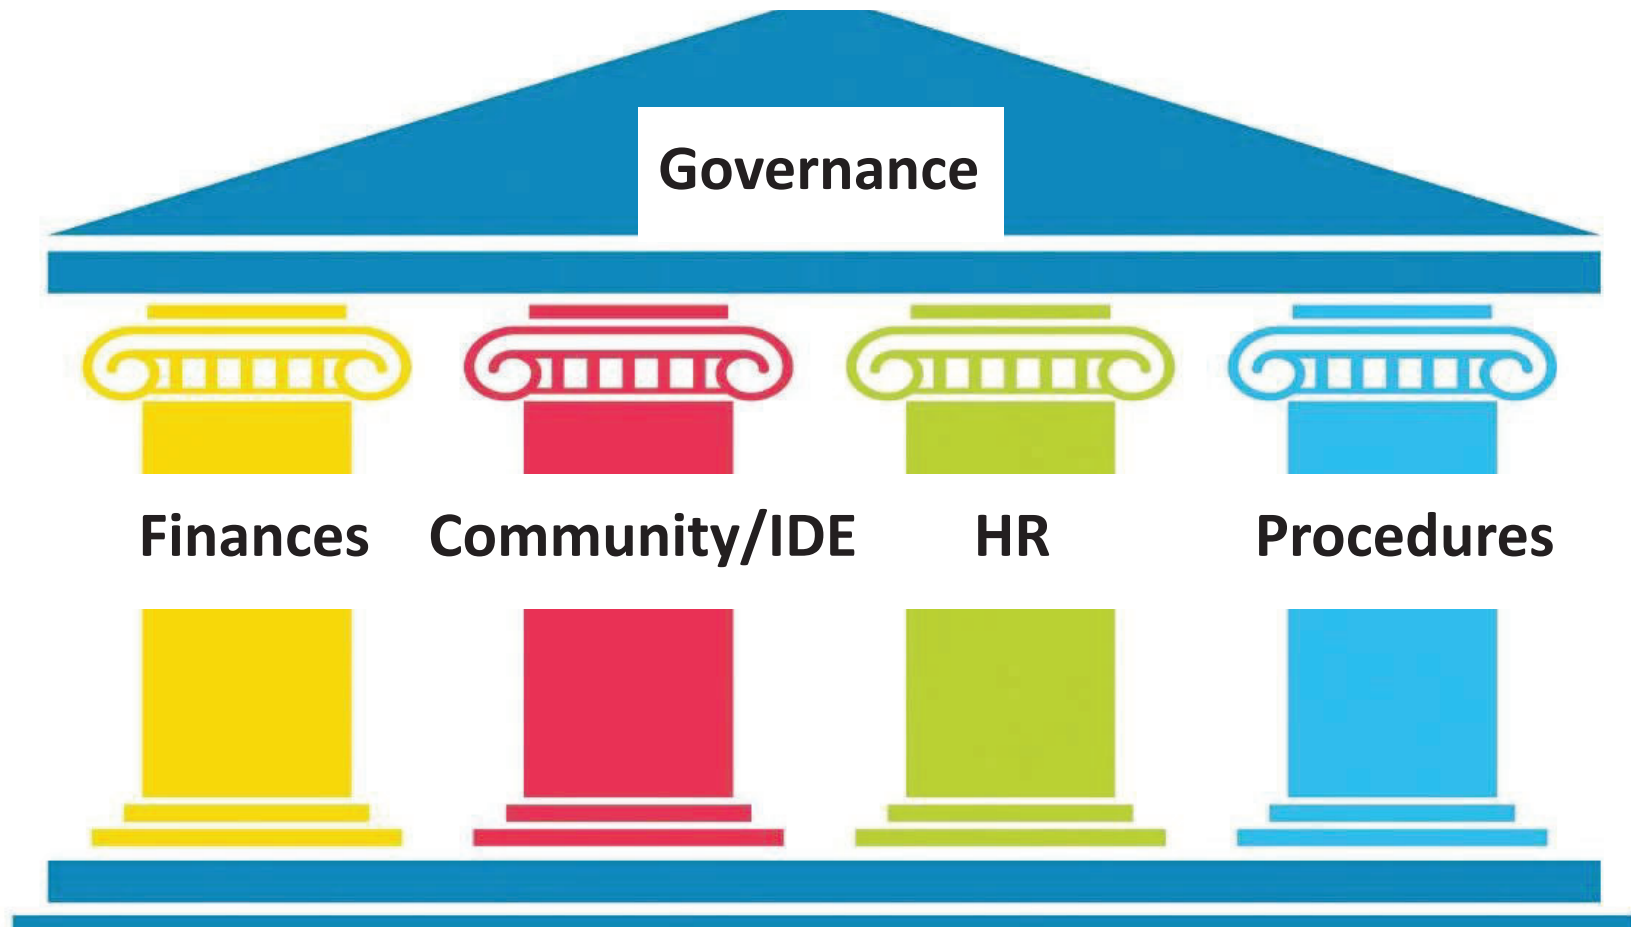 Governance
Finances
Community/IDE
HR
Procedures